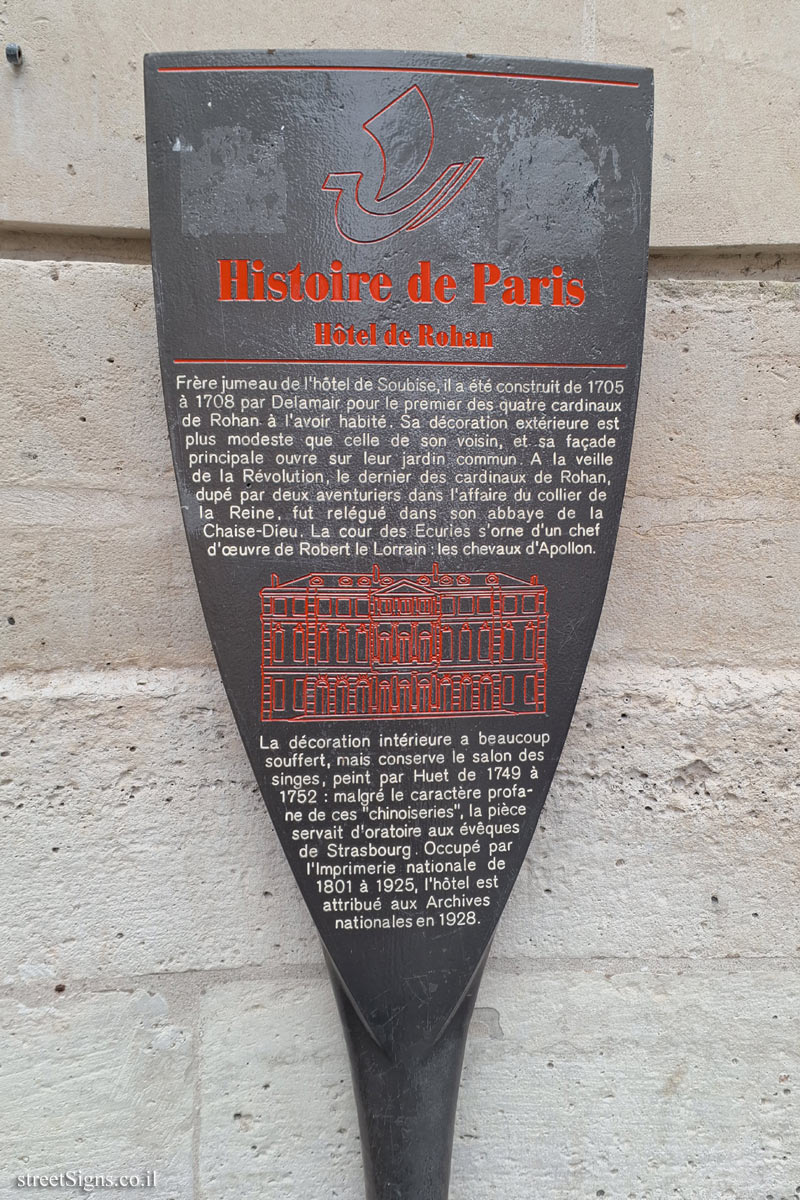 Histoire de Paris
Hôtel de Rohan
Frère jumeau de l'hôtel de Soubise, il a été construit de 1705
à 1708 par Delamair pour le premier des quatre cardinaux
de Rohan à l'avoir habité. Sa décoration extérieure est
plus modeste que celle de son voisin, et sa façade
principale ouvre sur leur jardin commun. A la veille
de la Révolution, le dernier des cardinaux de Rohan,
dupé par deux aventuriers dans l'affaire du collier de
la Reine, fut relégué dans son abbaye de la
Chaise-Dieu. La cour des Ecuries s'orne d'un chef
d'œuvre de Robert le Lorrain : les chevaux d'Apollon.
La décoration intérieure a beaucoup
souffert, mais conserve le salon des
singes, peint par Huet de 1749 à
1752 : malgré le caractère profa-
ne de ces "chinoiseries", la pièce
servait d'oratoire aux évêques
de Strasbourg. Occupé par
l'Imprimerie nationale de
1801 à 1925, l'hôtel est
attribué aux Archives
nationales en 1928.
streetSigns.co.il